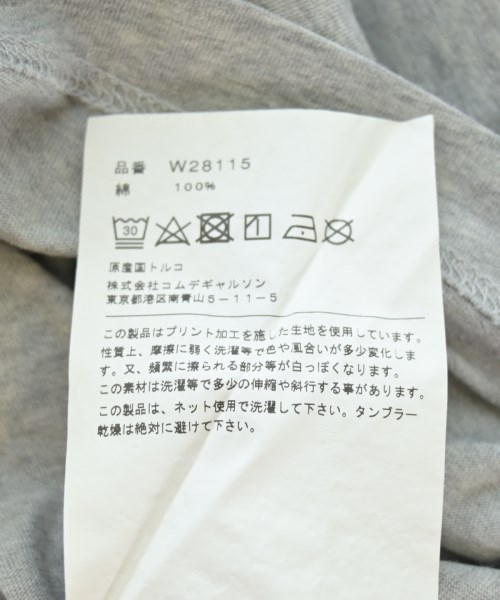 品番 W28115
綿 100%
30
原産国トルコ
株式会社コムデギャルソン
東京都港区南青山5-11-5
この製品はプリント加工を施した生地を使用しています。
性質上、摩擦に弱く洗濯等で色や風合いが多少変化しま
す。又、頻繁に擦られる部分等が白っぽくなります。
この素材は洗濯等で多少の伸縮や斜行する事があります。
この製品は、ネット使用で洗濯して下さい。タンブラー
乾燥は絶対に避けて下さい。